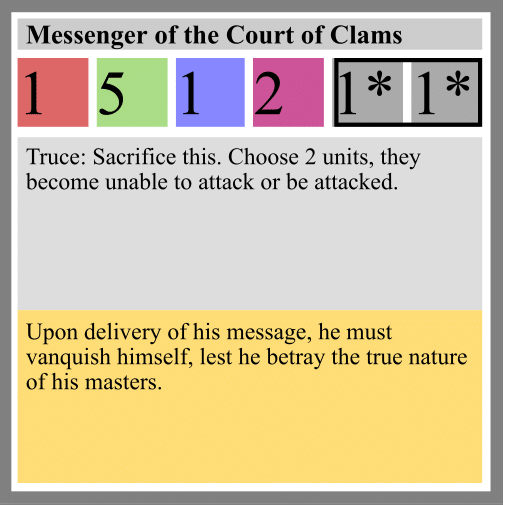 Messenger of the Court of Clams
1 5 1 2 1* 1*
Truce: Sacrifice this. Choose 2 units, they
become unable to attack or be attacked.
Upon delivery of his message, he must
vanquish himself, lest he betray the true nature
of his masters.